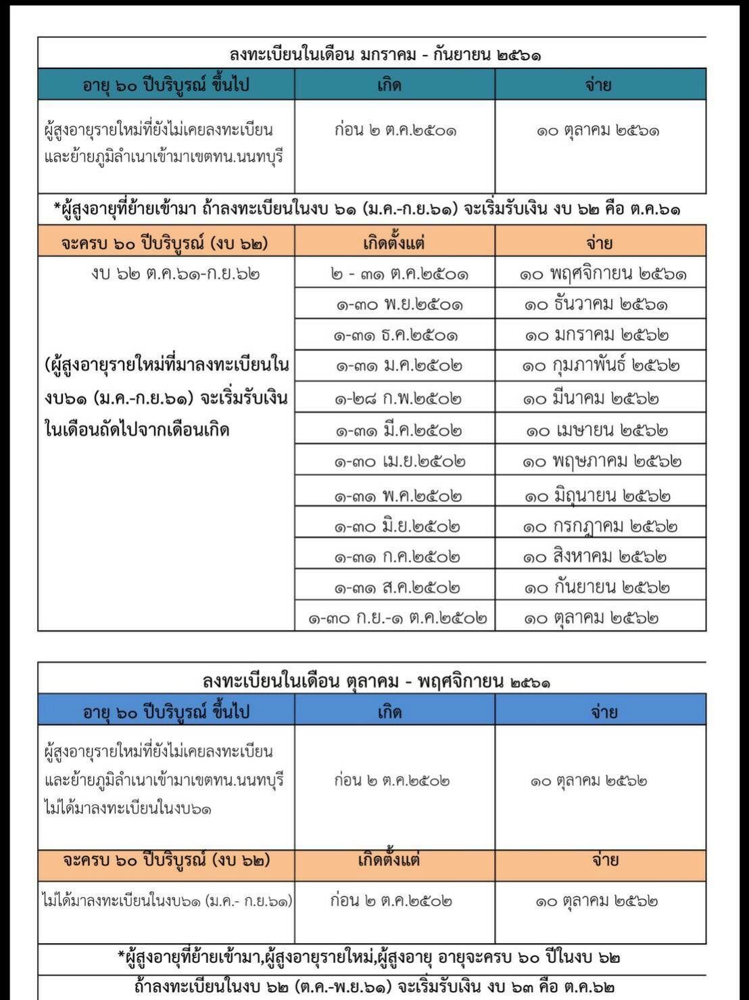 ลงทะเบียนในเดือน มกราคม - กันยายน ๒๕๖๑
อายุ ๖๐ ปีบริบูรณ์ ขึ้นไป เกิด จ่าย
ผู้สูงอายุรายใหม่ที่ยังไม่เคยลงทะเบียน ก่อน ๒ ต.ค.๒๕๐๑ ๑๐ ตุลาคม ๒๕๖๑
และย้ายภูมิลำเนาเข้ามาเขตทน.นนทบุรี
*ผู้สูงอายุที่ย้ายเข้ามา ถ้าลงทะเบียนในงบ ๖๑ (ม.ค.-ก.ย.๖๑) จะเริ่มรับเงิน งบ ๖๒ คือ ต.ค.๖๑
จะครบ ๖๐ ปีบริบูรณ์ (งบ ๖๒) เกิดตั้งแต่ จ่าย
งบ ๖๒ ต.ค.๖๑-ก.ย.๖๒ ๒ - ๓๑ ต.ค.๒๕๐๑ ๑๐ พฤศจิกายน ๒๕๖๑
๑-๓๐ พ.ย.๒๕๐๑ ๑๐ ธันวาคม ๒๕๖๑
๑-๓๑ ธ.ค.๒๕๐๑ ๑๐ มกราคม ๒๕๖๒
(ผู้สูงอายุรายใหม่ที่มาลงทะเบียนใน ๑-๓๑ ม.ค.๒๕๐๒ ๑๐ กุมภาพันธ์ ๒๕๖๒
งบ๖๑ (ม.ค.-ก.ย.๖๑) จะเริ่มรับเงิน ๑-๒๘ ก.พ.๒๕๐๒ ๑๐ มีนาคม ๒๕๖๒
ในเดือนถัดไปจากเดือนเกิด ๑-๓๑ มี.ค.๒๕๐๒ ๑๐ เมษายน ๒๕๖๒
๑-๓๐ เม.ย.๒๕๐๒ ๑๐ พฤษภาคม ๒๕๖๒
๑-๓๑ พ.ค.๒๕๐๒ ๑๐ มิถุนายน ๒๕๖๒
๑-๓๐ มิ.ย.๒๕๐๒ ๑๐ กรกฎาคม ๒๕๖๒
๑-๓๑ ก.ค.๒๕๐๒ ๑๐ สิงหาคม ๒๕๖๒
๑-๓๑ ส.ค.๒๕๐๒ ๑๐ กันยายน ๒๕๖๒
๑-๓๐ ก.ย.-๑ ต.ค.๒๕๐๒ ๑๐ ตุลาคม ๒๕๖๒
ลงทะเบียนในเดือน ตุลาคม - พฤศจิกายน ๒๕๖๑
อายุ ๖๐ ปีบริบูรณ์ ขึ้นไป เกิด จ่าย
ผู้สูงอายุรายใหม่ที่ยังไม่เคยลงทะเบียน
และย้ายภูมิลำเนาเข้ามาเขตทน.นนทบุรี ก่อน ๒ ต.ค.๒๕๐๒ ๑๐ ตุลาคม ๒๕๖๒
ไม่ได้มาลงทะเบียนในงบ๖๑
จะครบ ๖๐ ปีบริบูรณ์ (งบ ๖๒) เกิดตั้งแต่ จ่าย
ไม่ได้มาลงทะเบียนในงบ๖๑ (ม.ค.- ก.ย.๖๑) ก่อน ๒ ต.ค.๒๕๐๒ ๑๐ ตุลาคม ๒๕๖๒
*ผู้สูงอายุที่ย้ายเข้ามา,ผู้สูงอายุรายใหม่,ผู้สูงอายุ อายุจะครบ ๖๐ ปีในงบ ๖๒
ถ้าลงทะเบียนในงบ ๖๒ (ต.ค.-พ.ย.๖๑) จะเริ่มรับเงิน งบ ๖๓ คือ ต.ค.๖๒